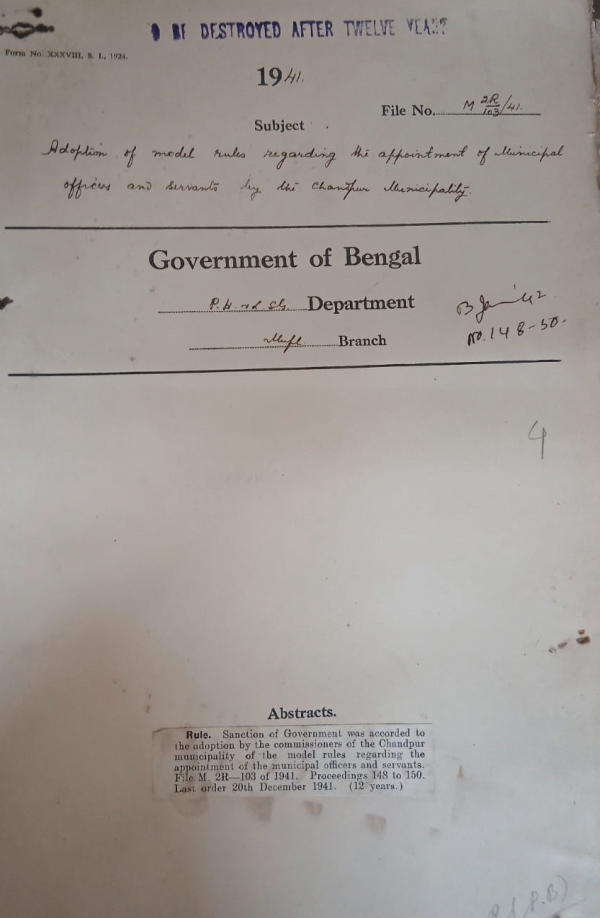 O BE DESTROYED AFTER TWELVE YEARS
Form No. XXXVIII, S. I., 1924.
1941.
File No. M 2R/103/41.
Subject
Adoption of model rules regarding the appointment of Municipal
officers and servants by the Chandpur Municipality.
Government of Bengal
Department
Branch
No. 148-50.
4
Abstracts.
Rule. Sanction of Government was accorded to
the adoption by the commissioners of the Chandpur
municipality of the model rules regarding the
appointment of the municipal officers and servants.
File M. 2R—103 of 1941. Proceedings 148 to 150.
Last order 20th December 1941. (12 years.)